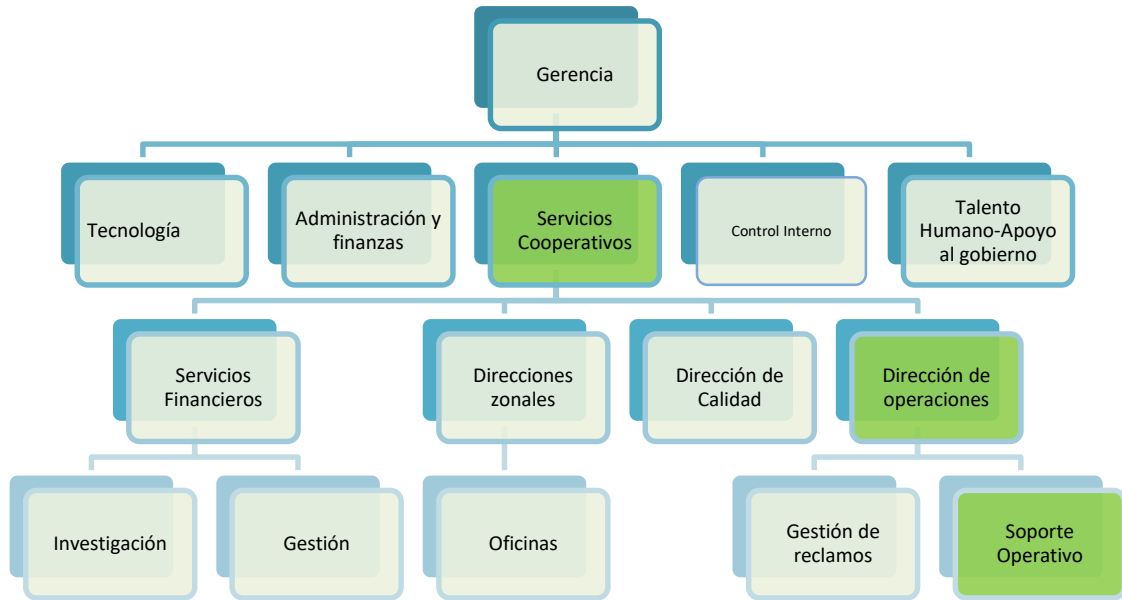 Gerencia
Tecnología
Administración y
finanzas
Servicios
Cooperativos
Control Interno
Talento
Humano-Apoyo
al gobierno
Servicios
Financieros
Direcciones
zonales
Dirección de
Calidad
Dirección de
operaciones
Investigación
Gestión
Oficinas
Gestión de
reclamos
Soporte
Operativo